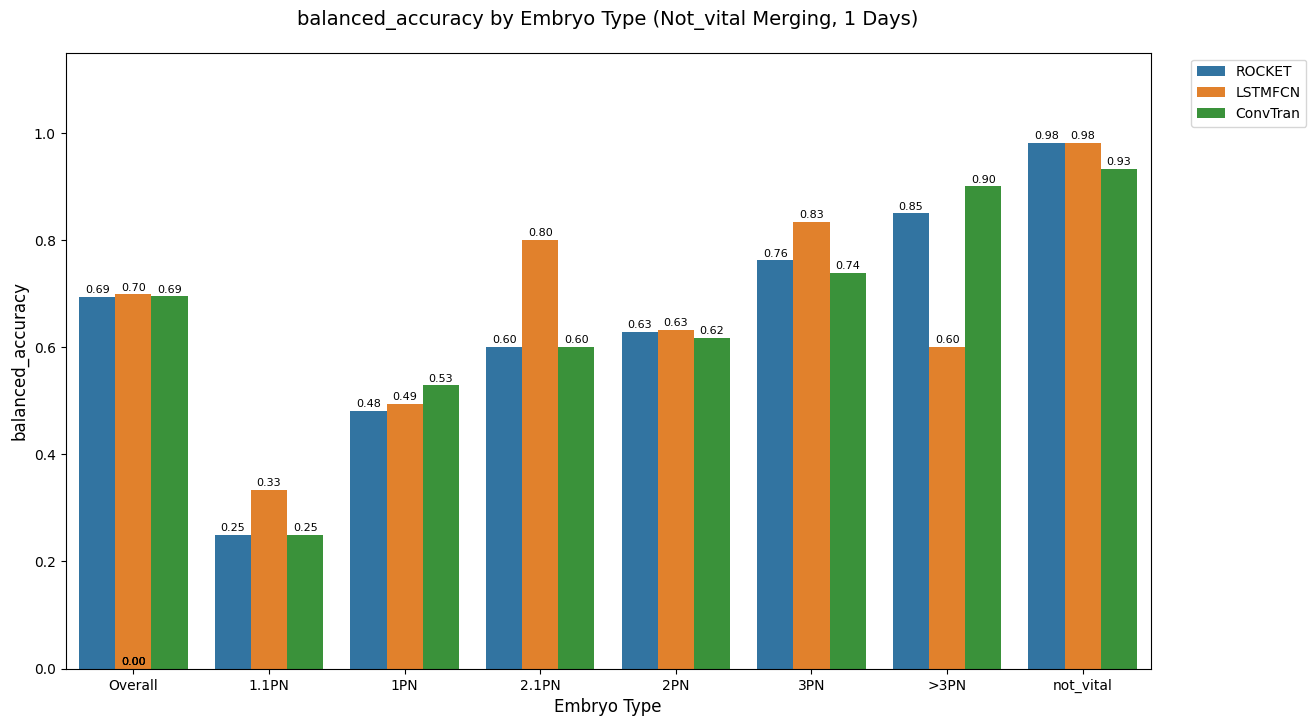 balanced_accuracy by Embryo Type (Not_vital Merging, 1 Days)
ROCKET
LSTMFCN
ConvTran
balanced_accuracy
1.0
0.8
0.6
0.4
0.2
0.0
0.69 0.70 0.69
0.00
0.25 0.33 0.25
0.48 0.49 0.53
0.60 0.80 0.60
0.63 0.63 0.62
0.76 0.83 0.74
0.85 0.60 0.90
0.98 0.98 0.93
Overall 1.1PN 1PN 2.1PN 2PN 3PN >3PN not_vital
Embryo Type